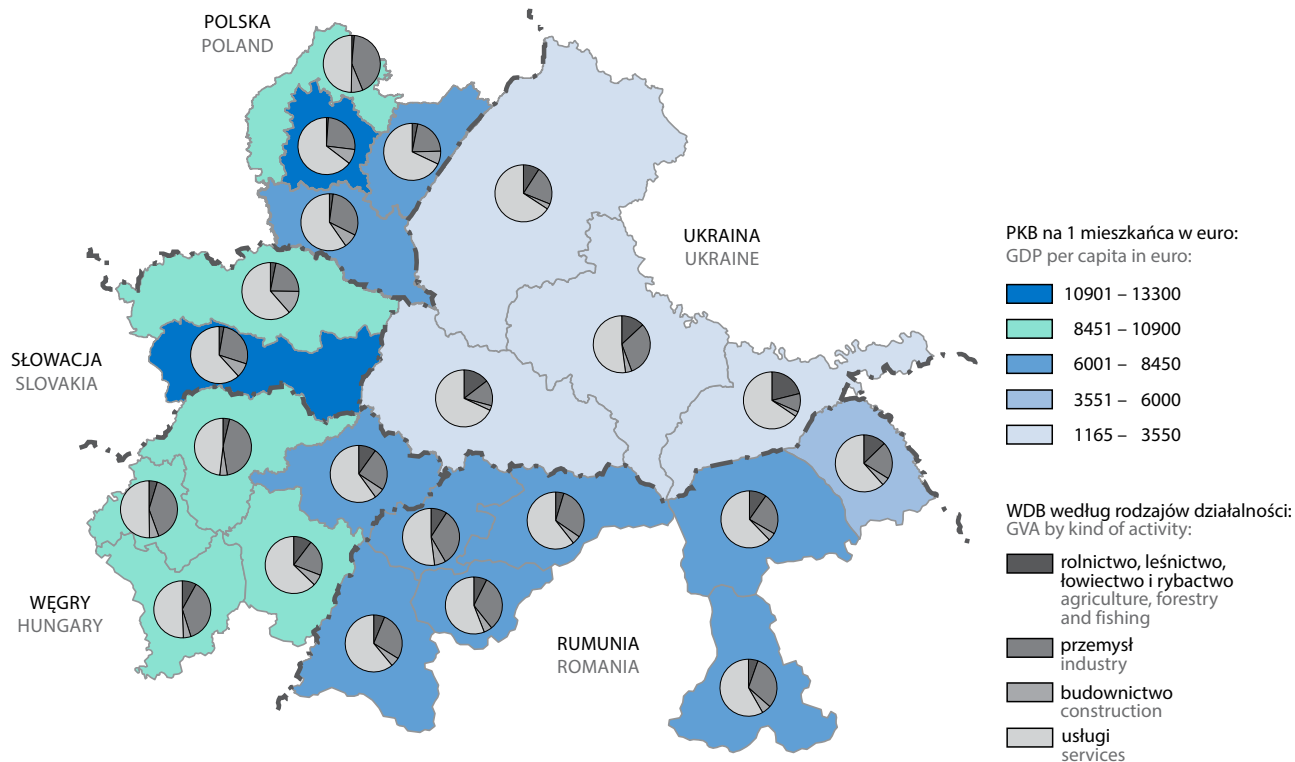 POLSKA
POLAND
UKRAINA
UKRAINE
SŁOWACJA
SLOVAKIA
WĘGRY
HUNGARY
RUMUNIA
ROMANIA
PKB na 1 mieszkańca w euro:
GDP per capita in euro:
10901 – 13300
8451 – 10900
6001 – 8450
3551 – 6000
1165 – 3550
WDB według rodzajów działalności:
GVA by kind of activity:
rolnictwo, leśnictwo,
łowiectwo i rybactwo
agriculture, forestry
and fishing
przemysł
industry
budownictwo
construction
usługi
services